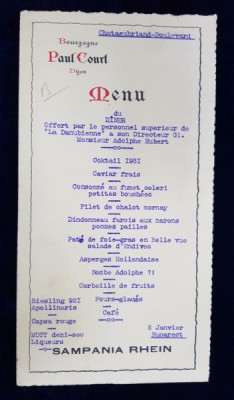 Chateaubriand-Boulevard
Bourgogne
Paul Court
Dijon
Menu
du
DINER
Offert par le personnel superieur de
"La Danubienne" a son Directeur Gl.
Monsieur Adolphe Hubert
Coktail 1931
Caviar frais
Consommé au fumet celeri
petites bouchées
Filet de chalot mornay
Dindonneau farcis aux marons
pommes pailles
Paté de foie-gras en Belle vue
salade d'Endives
Asperges Hollandaise
Bombe Adolphe
Corbeille de fruits
Riesling 921
Fours-glacés
Apollinaris
Café
Capsa rouge
MOTT demi-sec
6 Janvier
Liqueurs
Bucarest
SAMPANIA RHEIN